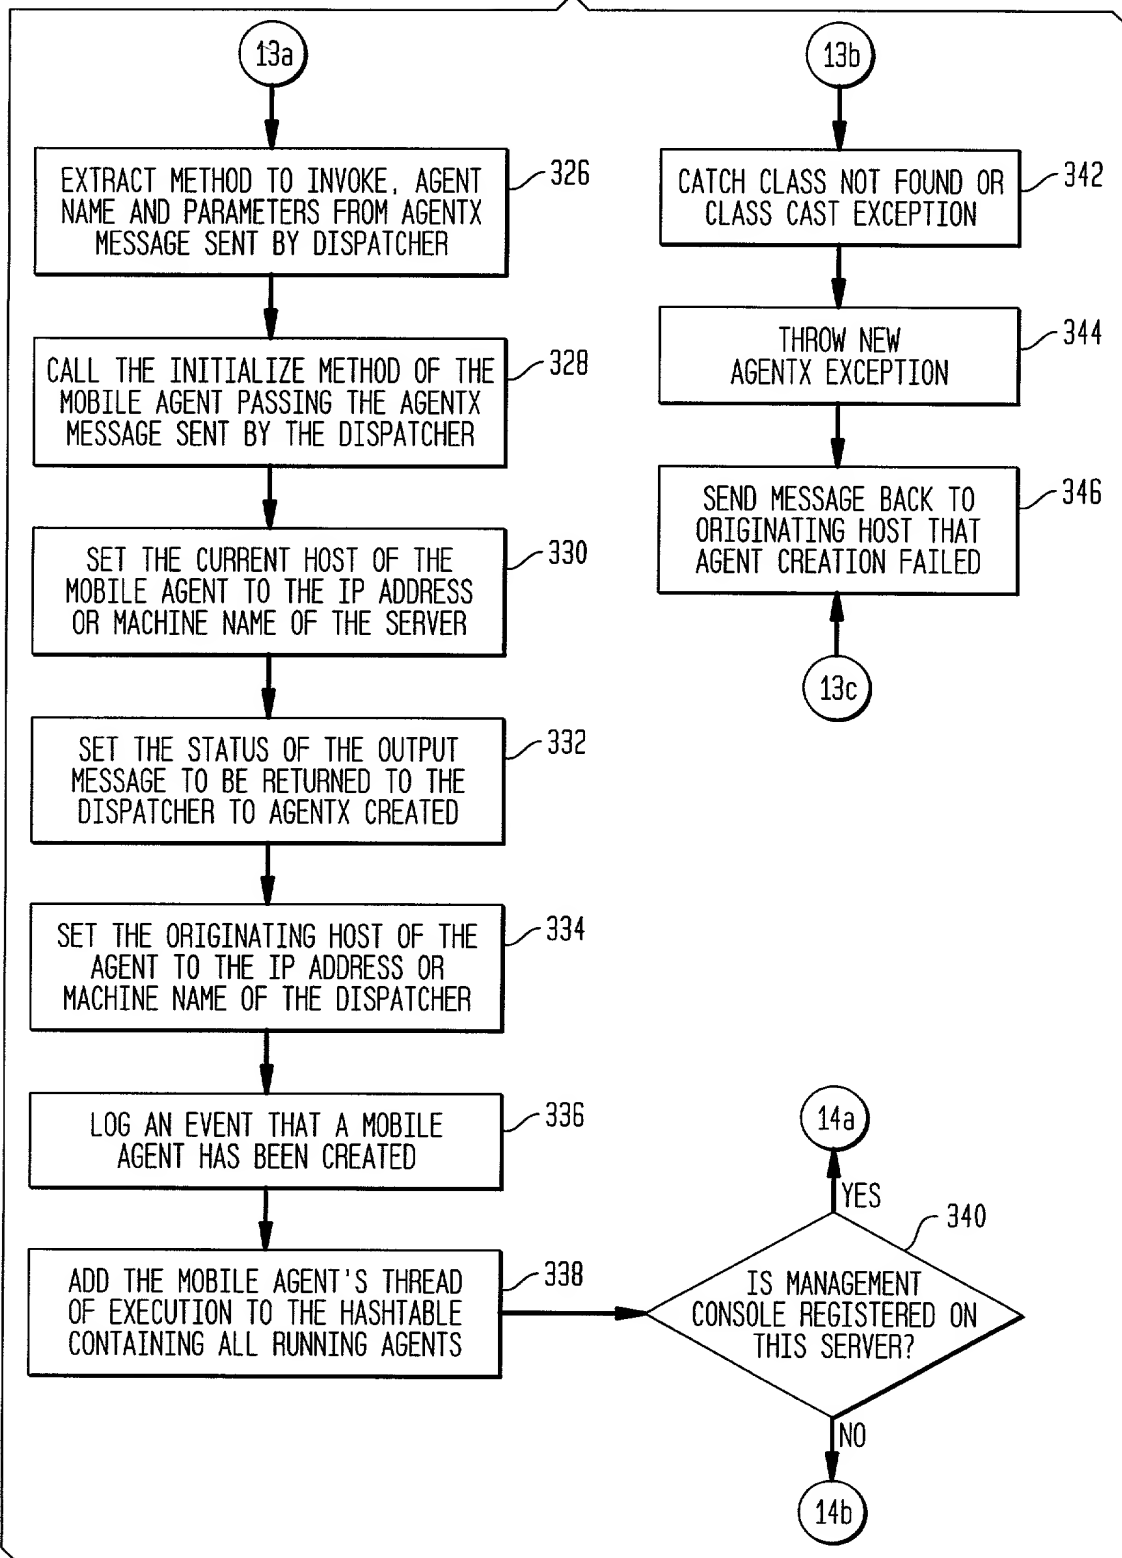 13a
EXTRACT METHOD TO INVOKE, AGENT
NAME AND PARAMETERS FROM AGENTX
MESSAGE SENT BY DISPATCHER
326
CALL THE INITIALIZE METHOD OF THE
MOBILE AGENT PASSING THE AGENTX
MESSAGE SENT BY THE DISPATCHER
328
SET THE CURRENT HOST OF THE
MOBILE AGENT TO THE IP ADDRESS
OR MACHINE NAME OF THE SERVER
330
SET THE STATUS OF THE OUTPUT
MESSAGE TO BE RETURNED TO THE
DISPATCHER TO AGENTX CREATED
332
SET THE ORIGINATING HOST OF THE
AGENT TO THE IP ADDRESS OR
MACHINE NAME OF THE DISPATCHER
334
LOG AN EVENT THAT A MOBILE
AGENT HAS BEEN CREATED
336
ADD THE MOBILE AGENT'S THREAD
OF EXECUTION TO THE HASHTABLE
CONTAINING ALL RUNNING AGENTS
338
13b
CATCH CLASS NOT FOUND OR
CLASS CAST EXCEPTION
342
THROW NEW
AGENTX EXCEPTION
344
SEND MESSAGE BACK TO
ORIGINATING HOST THAT
AGENT CREATION FAILED
346
13c
14a
YES
340
IS MANAGEMENT
CONSOLE REGISTERED ON
THIS SERVER?
NO
14b